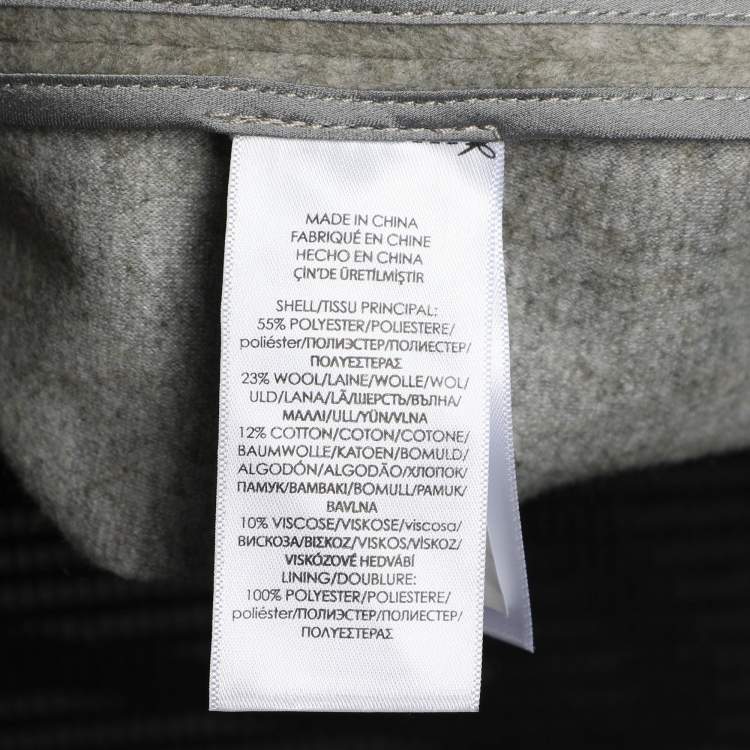 MADE IN CHINA
FABRIQUÉ EN CHINE
HECHO EN CHINA
ÇİN'DE ÜRETİLMİŞTİR
SHELL/TISSU PRINCIPAL:
55% POLYESTER/POLIESTERE/
poliéster/ПОЛИЭСТЕР/ПОЛИЕСТЕР/
ΠΟΛΥΕΣΤΕΡΑΣ
23% WOOL/LAINE/WOLLE/WOL/
ULD/LANA/LÃ/ШЕРСТЬ/ВЪЛНА/
ΜΑΛΛΙ/ULL/YÜN/VLNA
12% COTTON/COTON/COTONE/
BAUMWOLLE/KATOEN/BOMULD/
ALGODÓN/ALGODÃO/ХЛОПОК/
ПАМУК/ΒΑΜΒΑΚΙ/BOMULL/PAMUK/
BAVLNA
10% VISCOSE/VISKOSE/viscosa/
ВИСКОЗА/ΒΙΣΚΟΖ/VISKOS/VİSKOZ/
VISKÓZOVÉ HEDVÁBÍ
LINING/DOUBLURE:
100% POLYESTER/POLIESTERE/
poliéster/ПОЛИЭСТЕР/ПОЛИЕСТЕР/
ΠΟΛΥΕΣΤΕΡΑΣ